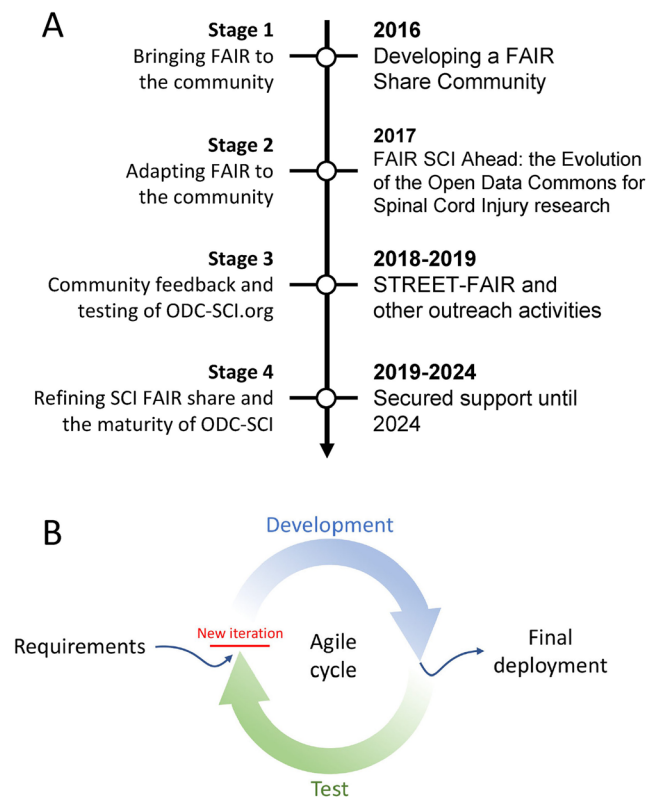 A
Stage 1
Bringing FAIR to
the community
2016
Developing a FAIR
Share Community
Stage 2
Adapting FAIR to
the community
2017
FAIR SCI Ahead: the Evolution
of the Open Data Commons for
Spinal Cord Injury research
Stage 3
Community feedback and
testing of ODC-SCI.org
2018-2019
STREET-FAIR and
other outreach activities
Stage 4
Refining SCI FAIR share and
the maturity of ODC-SCI
2019-2024
Secured support until
2024
B
Development
New iteration
Requirements
Agile
cycle
Final
deployment
Test